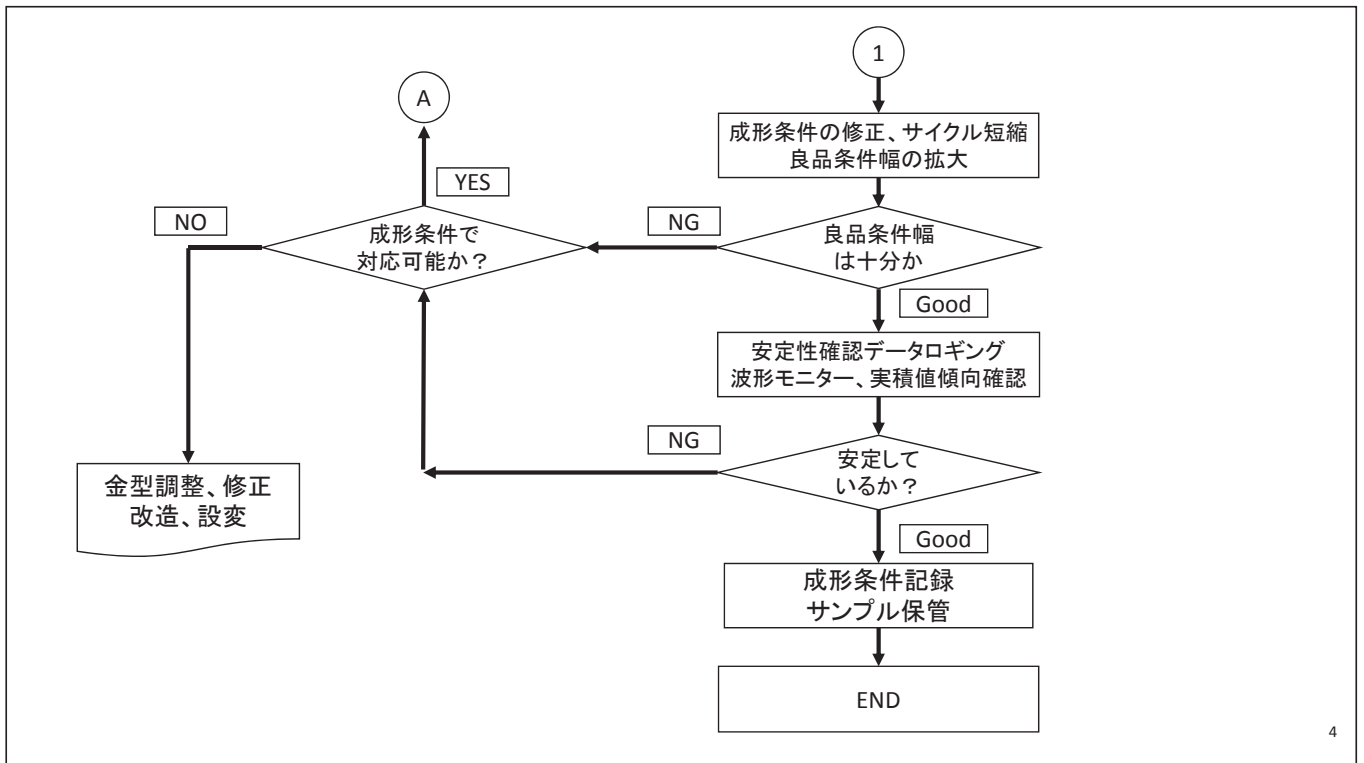 1
成形条件の修正、サイクル短縮
良品条件幅の拡大
A
YES
NO
成形条件で
対応可能か？
NG
良品条件幅
は十分か
Good
安定性確認データロギング
波形モニター、実積値傾向確認
NG
安定して
いるか？
金型調整、修正
改造、設変
Good
成形条件記録
サンプル保管
END
4